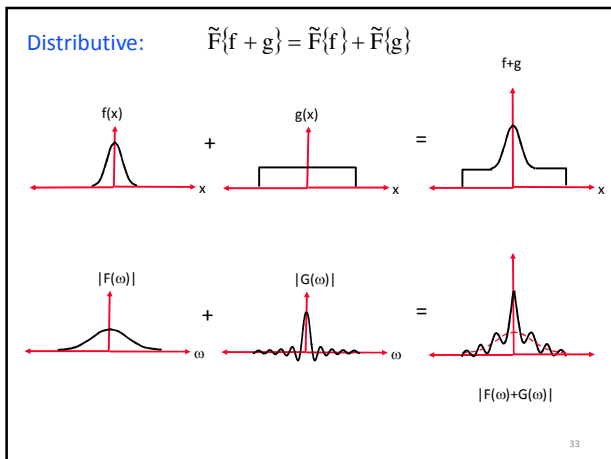 Distributive: F̃{f + g} = F̃{f} + F̃{g}
f+g
f(x)
g(x)
+
=
x
x
x
|F(ω)|
|G(ω)|
+
=
ω
ω
|F(ω)+G(ω)|
33